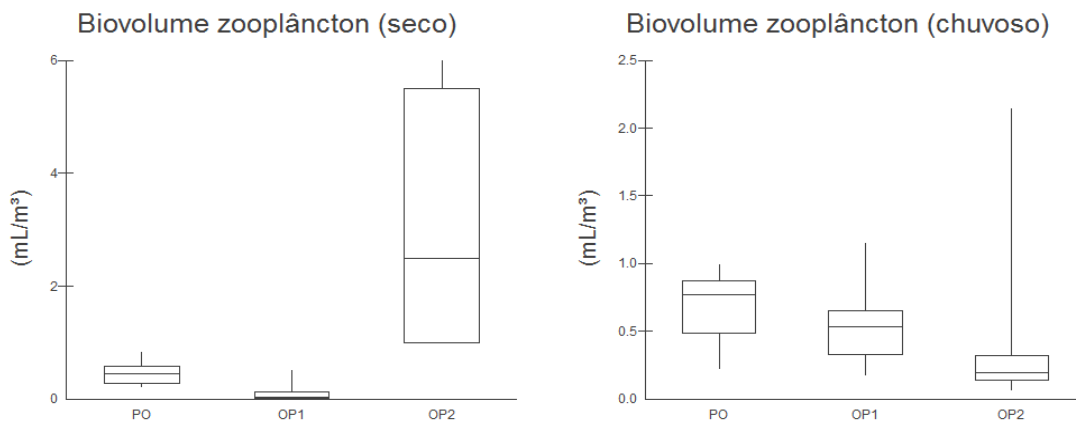 Biovolume zooplâncton (seco)
(mL/m³)
6
4
2
0
PO OP1 OP2
Biovolume zooplâncton (chuvoso)
(mL/m³)
2.5
2.0
1.5
1.0
0.5
0.0
PO OP1 OP2